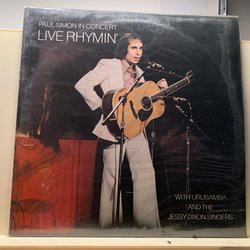 PAUL SIMON IN CONCERT
LIVE RHYMIN'
WITH URUBAMBA
AND THE
JESSY DIXON SINGERS